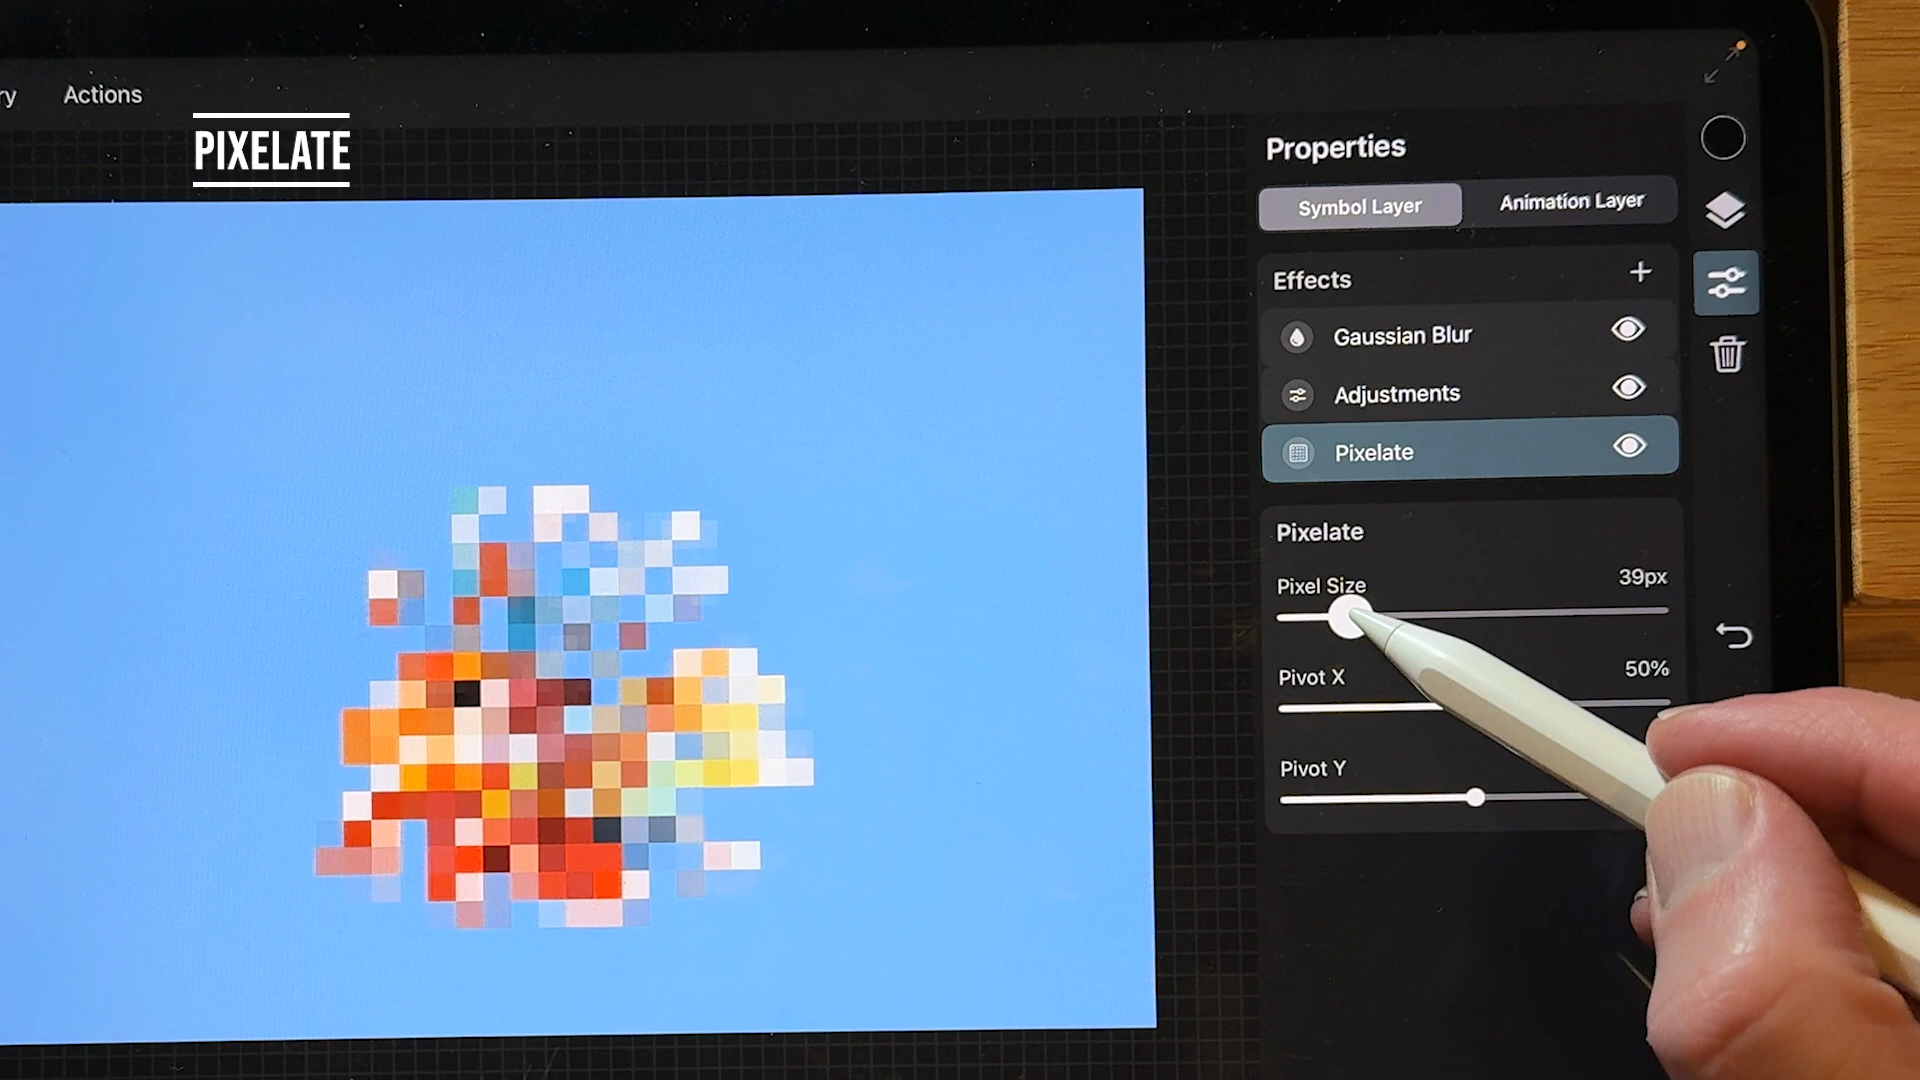 ry Actions
PIXELATE
Properties
Symbol Layer Animation Layer
Effects +
Gaussian Blur
Adjustments
Pixelate
Pixelate
Pixel Size 39px
Pivot X 50%
Pivot Y